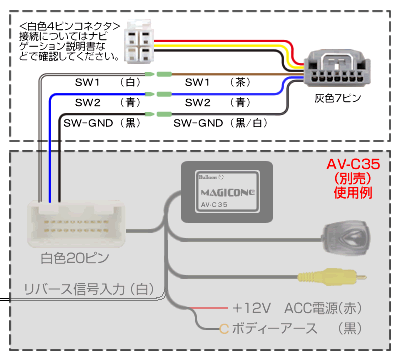 <白色4ピンコネクタ>
接続についてはナビ
ゲーション説明書な
どで確認してください。
SW1 (白) SW1 (茶)
SW2 (青) SW2 (青)
SW-GND (黒) SW-GND (黒/白)
灰色7ピン
AV-C35
(別売)
使用例
MAGICONE
AV-C35
白色20ピン
リバース信号入力 (白)
+12V ACC電源(赤)
ボディーアース (黒)